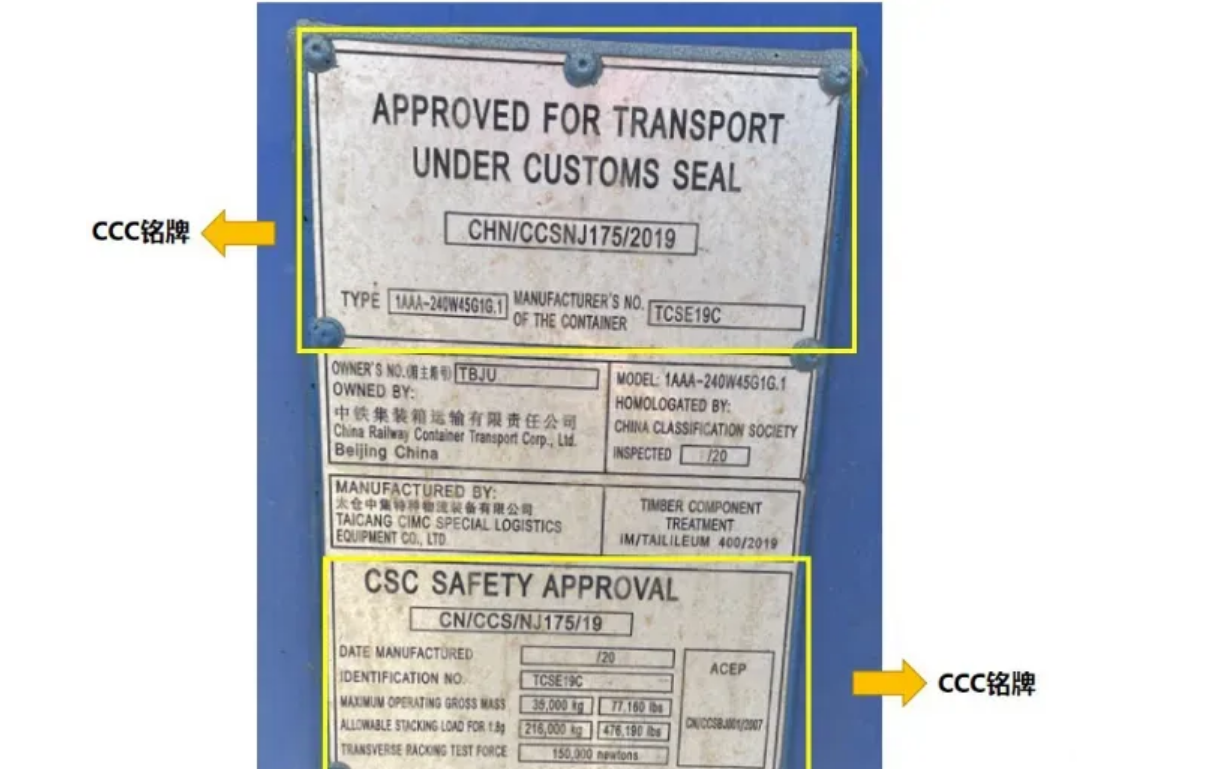 APPROVED FOR TRANSPORT
UNDER CUSTOMS SEAL
CHN/CCSNJ175/2019
CCC铭牌
TYPE 1AAA-240W45G1G.1 MANUFACTURER'S NO. OF THE CONTAINER TCSE19C
OWNER'S NO.(箱主箱号) TBJU
OWNED BY:
中铁集装箱运输有限责任公司
China Railway Container Transport Corp., Ltd.
Beijing China
MODEL: 1AAA-240W45G1G.1
HOMOLOGATED BY:
CHINA CLASSIFICATION SOCIETY
INSPECTED /20
MANUFACTURED BY:
太仓中集特种物流装备有限公司
TAICANG CIMC SPECIAL LOGISTICS
EQUIPMENT CO., LTD
TIMBER COMPONENT
TREATMENT
IM/TAILILEUM 400/2019
CSC SAFETY APPROVAL
CN/CCS/NJ175/19
DATE MANUFACTURED /20
IDENTIFICATION NO. TCSE19C
MAXIMUM OPERATING GROSS MASS 35,000 kg 77,160 lbs
ALLOWABLE STACKING LOAD FOR 1.8g 216,000 kg 476,190 lbs
TRANSVERSE RACKING TEST FORCE 150,000 newtons
ACEP
CN/CCSBJ001/2007
CCC铭牌